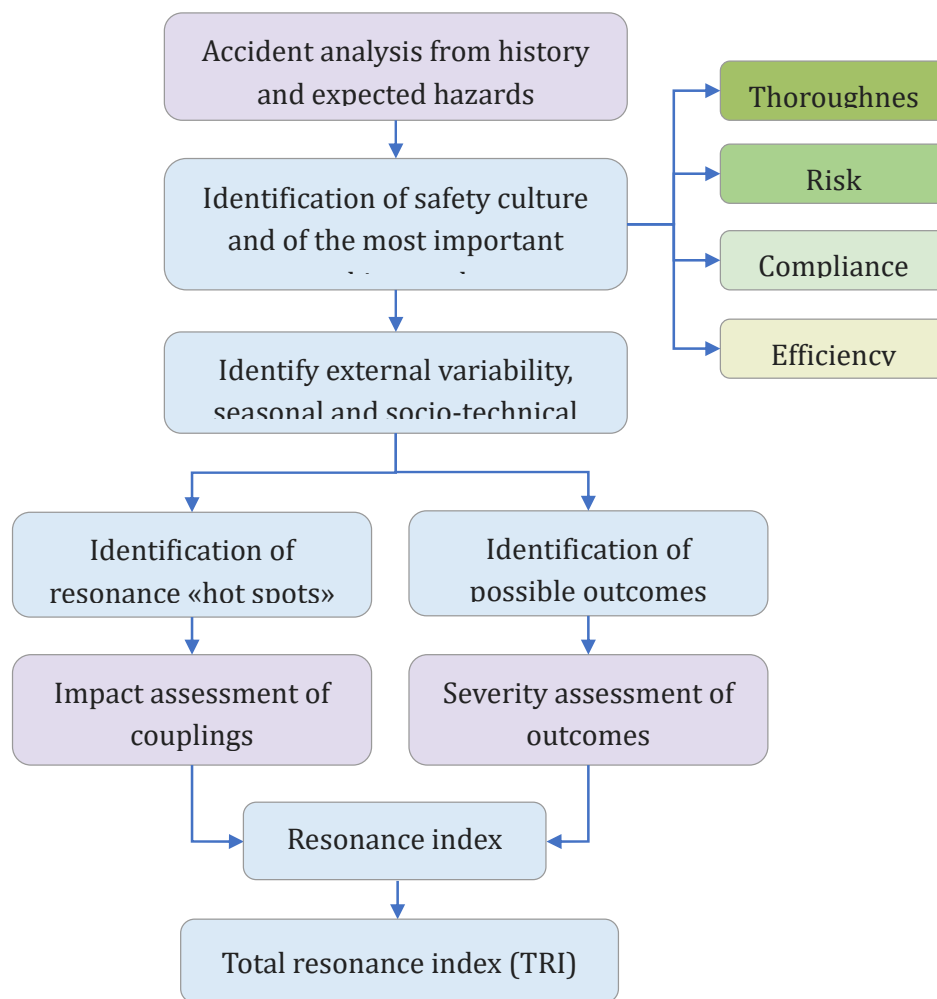 Accident analysis from history
and expected hazards
Thoroughnes
Risk
Identification of safety culture
and of the most important
Compliance
Efficiency
Identify external variability,
seasonal and socio-technical
Identification of
resonance «hot spots»
Identification of
possible outcomes
Impact assessment of
couplings
Severity assessment of
outcomes
Resonance index
Total resonance index (TRI)